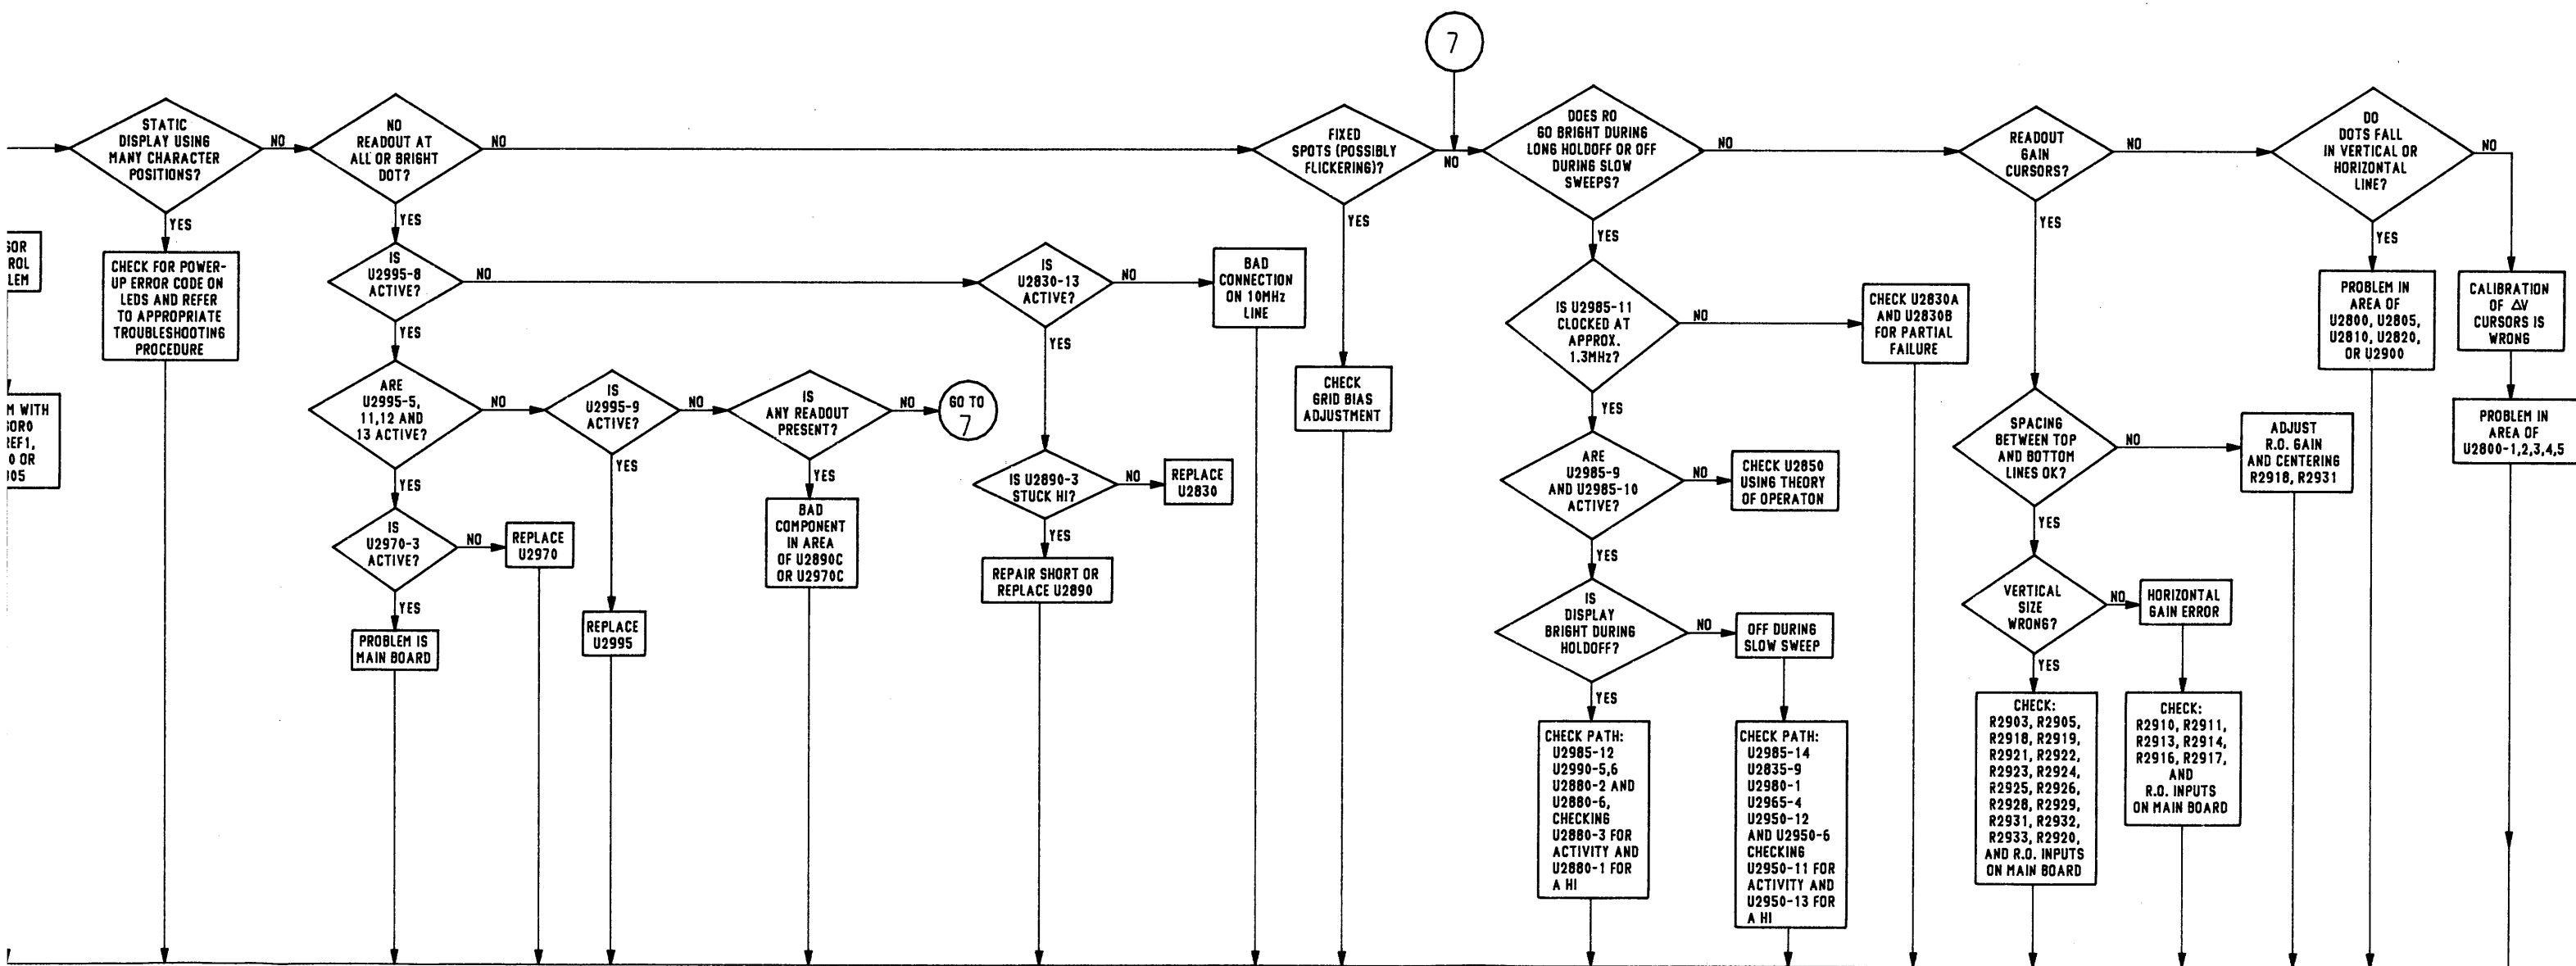 7
STATIC
DISPLAY USING
MANY CHARACTER
POSITIONS?
NO
YES
CHECK FOR POWER-
UP ERROR CODE ON
LEDS AND REFER
TO APPROPRIATE
TROUBLESHOOTING
PROCEDURE
NO
READOUT AT
ALL OR BRIGHT
DOT?
NO
YES
IS
U2995-8
ACTIVE?
NO
YES
ARE
U2995-5,
11,12 AND
13 ACTIVE?
NO
YES
IS
U2970-3
ACTIVE?
NO
REPLACE
U2970
YES
PROBLEM IS
MAIN BOARD
IS
U2995-9
ACTIVE?
NO
YES
REPLACE
U2995
IS
ANY READOUT
PRESENT?
NO
GO TO
7
YES
BAD
COMPONENT
IN AREA
OF U2890C
OR U2970C
IS
U2830-13
ACTIVE?
NO
BAD
CONNECTION
ON 10MHz
LINE
YES
IS U2890-3
STUCK HI?
NO
REPLACE
U2830
YES
REPAIR SHORT OR
REPLACE U2890
FIXED
SPOTS (POSSIBLY
FLICKERING)?
NO
YES
CHECK
GRID BIAS
ADJUSTMENT
DOES RO
GO BRIGHT DURING
LONG HOLDOFF OR OFF
DURING SLOW
SWEEPS?
NO
YES
IS U2985-11
CLOCKED AT
APPROX.
1.3MHz?
NO
CHECK U2830A
AND U2830B
FOR PARTIAL
FAILURE
YES
ARE
U2985-9
AND U2985-10
ACTIVE?
NO
CHECK U2850
USING THEORY
OF OPERATON
YES
IS
DISPLAY
BRIGHT DURING
HOLDOFF?
NO
OFF DURING
SLOW SWEEP
YES
CHECK PATH:
U2985-12
U2990-5,6
U2880-2 AND
U2880-6,
CHECKING
U2880-3 FOR
ACTIVITY AND
U2880-1 FOR
A HI
CHECK PATH:
U2985-14
U2835-9
U2980-1
U2965-4
U2950-12
AND U2950-6
CHECKING
U2950-11 FOR
ACTIVITY AND
U2950-13 FOR
A HI
READOUT
GAIN
CURSORS?
NO
YES
SPACING
BETWEEN TOP
AND BOTTOM
LINES OK?
NO
ADJUST
R.O. GAIN
AND CENTERING
R2918, R2931
YES
VERTICAL
SIZE
WRONG?
NO
HORIZONTAL
GAIN ERROR
YES
CHECK:
R2903, R2905,
R2918, R2919,
R2921, R2922,
R2923, R2924,
R2925, R2926,
R2928, R2929,
R2931, R2932,
R2933, R2920,
AND R.O. INPUTS
ON MAIN BOARD
CHECK:
R2910, R2911,
R2913, R2914,
R2916, R2917,
AND
R.O. INPUTS
ON MAIN BOARD
DO
DOTS FALL
IN VERTICAL OR
HORIZONTAL
LINE?
NO
YES
PROBLEM IN
AREA OF
U2800, U2805,
U2810, U2820,
OR U2900
CALIBRATION
OF ΔV
CURSORS IS
WRONG
PROBLEM IN
AREA OF
U2800-1,2,3,4,5